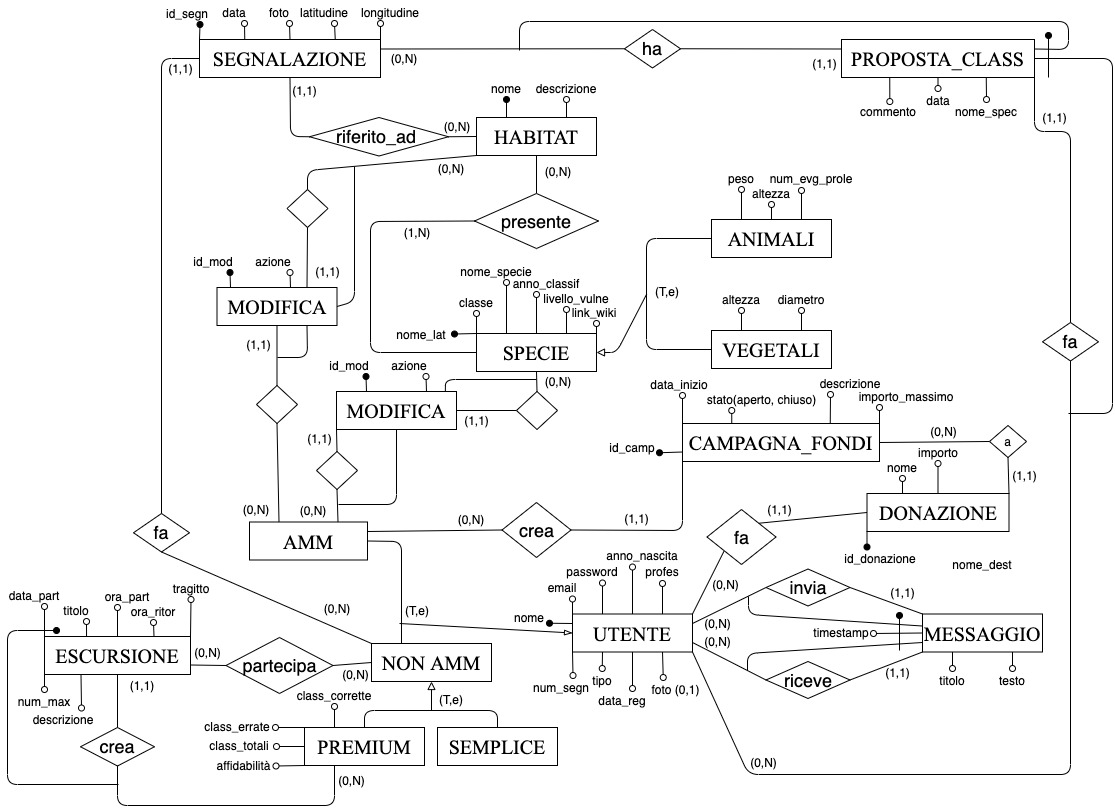 id_segn data foto latitudine longitudine
SEGNALAZIONE
(1,1)
(0,N)
ha
(1,1)
PROPOSTA_CLASS
commento
data
nome_spec
(1,1)
(1,1)
nome descrizione
riferito_ad
(0,N)
HABITAT
(0,N)
(0,N)
presente
(1,N)
peso
altezza
num_evg_prole
ANIMALI
id_mod azione
(1,1)
MODIFICA
(1,1)
nome_specie
anno_classif
livello_vulne
link_wiki
classe
nome_lat
SPECIE
(T,e)
altezza diametro
VEGETALI
fa
(0,N)
id_mod azione
MODIFICA
(1,1)
(1,1)
data_inizio
stato(aperto, chiuso)
descrizione
importo_massimo
id_camp
CAMPAGNA_FONDI
(0,N)
a
(1,1)
nome
importo
DONAZIONE
id_donazione
nome_dest
(0,N)
(0,N)
AMM
(0,N)
crea
(1,1)
fa
(1,1)
(0,N)
fa
(0,N)
(T,e)
nome
email
password
anno_nascita
profes
UTENTE
num_segn
tipo
data_reg
foto (0,1)
(0,N)
(0,N)
invia
(1,1)
timestamp
MESSAGGIO
riceve
(1,1)
titolo
testo
(0,N)
data_part
titolo
ora_part
ora_ritor
tragitto
ESCURSIONE
num_max
descrizione
(1,1)
(0,N)
partecipa
(0,N)
NON AMM
(T,e)
class_corrette
class_errate
class_totali
affidabilità
PREMIUM
SEMPLICE
(0,N)
crea